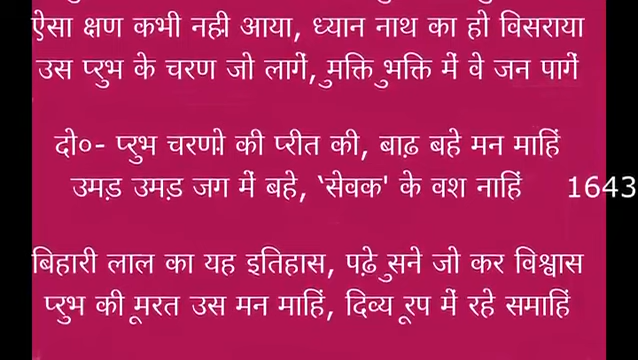 ऐसा क्षण कभी नही आया, ध्यान नाथ का हो विसराया
उस प्रभु के चरण जो लागें, मुक्ति भुक्ति में वे जन पागें
दो०- प्रभु चरणो की प्रीत की, बाढ़ बहे मन माहिं
उमड़ उमड़ जग में बहे, 'सेवक' के वश नाहिं 1643
बिहारी लाल का यह इतिहास, पढ़े सुने जो कर विश्वास
प्रभु की मूरत उस मन माहिं, दिव्य रूप में रहे समाहिं